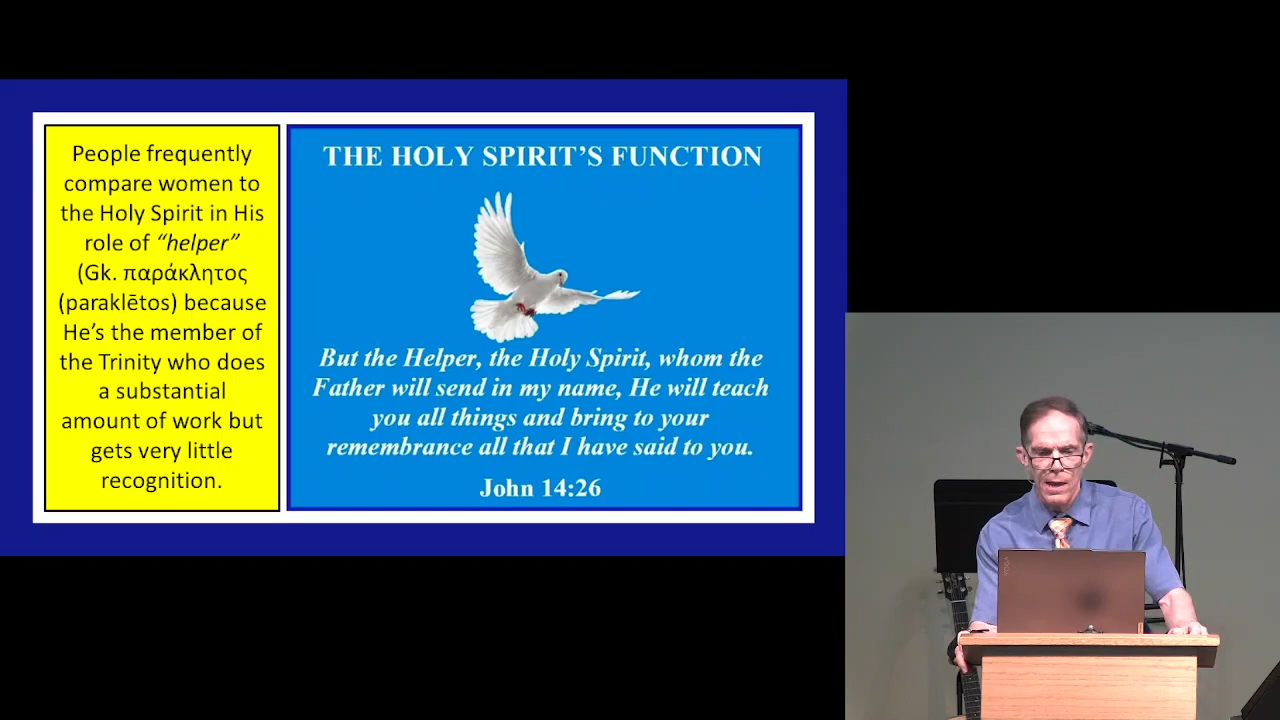 People frequently
compare women to
the Holy Spirit in His
role of “helper”
(Gk. παράκλητος
(paraklētos) because
He’s the member of
the Trinity who does
a substantial
amount of work but
gets very little
recognition.
THE HOLY SPIRIT’S FUNCTION
But the Helper, the Holy Spirit, whom the
Father will send in my name, He will teach
you all things and bring to your
remembrance all that I have said to you.
John 14:26